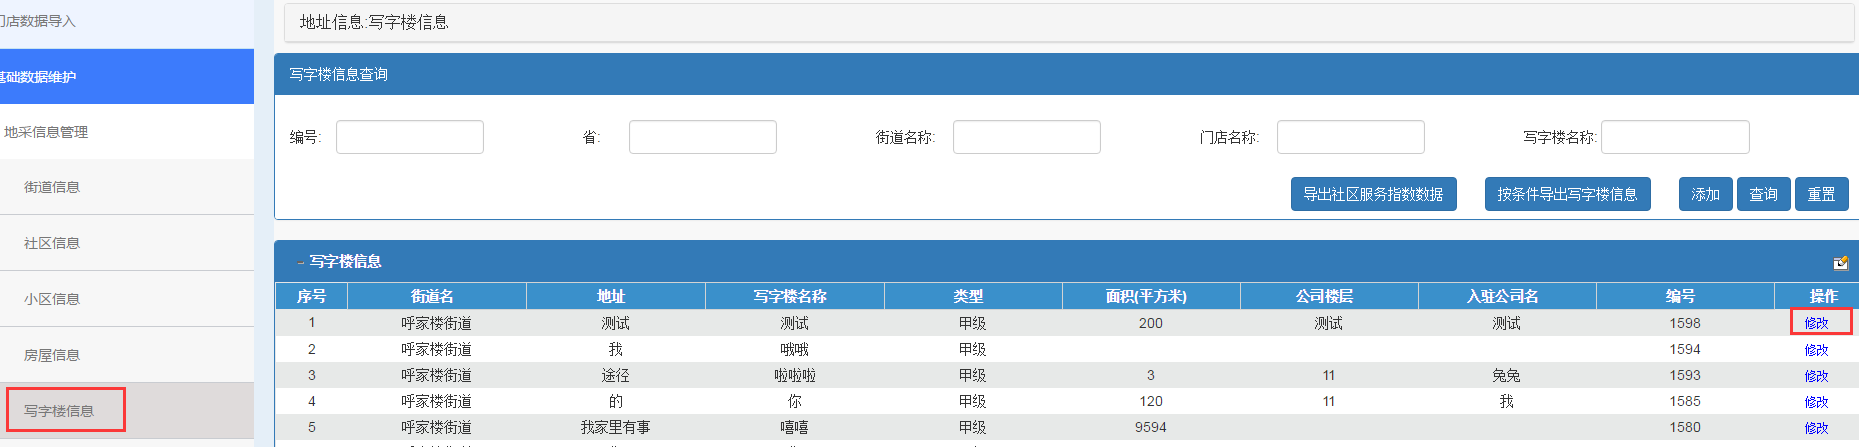 门店数据导入
基础数据维护
地采信息管理
街道信息
社区信息
小区信息
房屋信息
写字楼信息
地址信息:写字楼信息
写字楼信息查询
编号: 省: 街道名称: 门店名称: 写字楼名称:
导出社区服务指数数据 按条件导出写字楼信息 添加 查询 重置
写字楼信息
序号 街道名 地址 写字楼名称 类型 面积(平方米) 公司楼层 入驻公司名 编号 操作
1 呼家楼街道 测试 测试 甲级 200 测试 测试 1598 修改
2 呼家楼街道 我 哦哦 甲级 1594 修改
3 呼家楼街道 途径 啦啦啦 甲级 3 11 兔兔 1593 修改
4 呼家楼街道 的 你 甲级 120 11 我 1585 修改
5 呼家楼街道 我家里有事 嘻嘻 甲级 9594 1580 修改